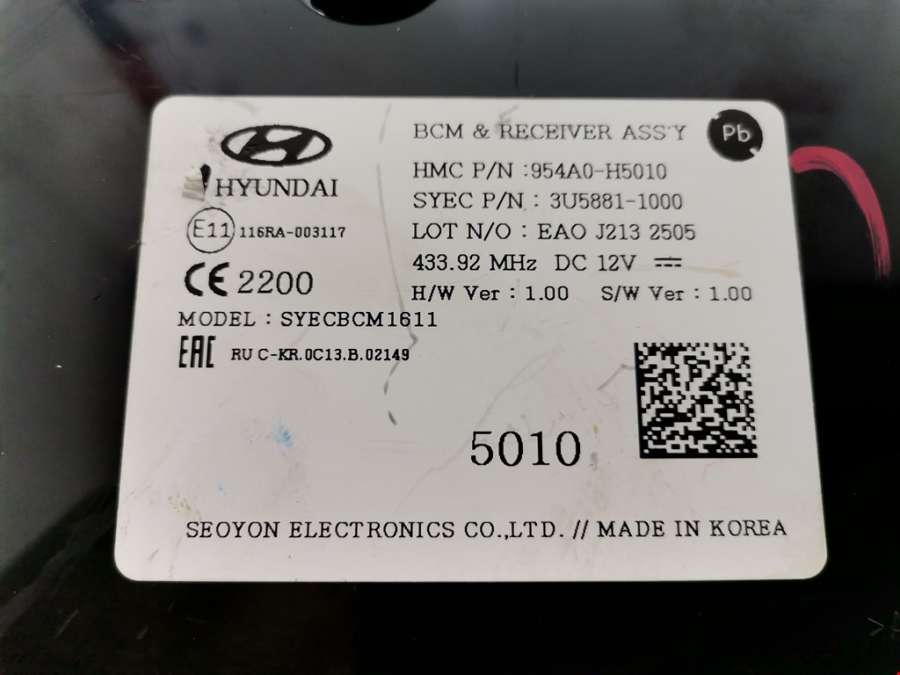 BCM & RECEIVER ASS'Y Pb
HYUNDAI
HMC P/N :954A0-H5010
SYEC P/N : 3U5881-1000
E11 116RA-003117
LOT N/O : EAO J213 2505
CE 2200
433.92 MHz DC 12V
H/W Ver : 1.00 S/W Ver : 1.00
MODEL : SYECBCM1611
EAC RU C-KR.0C13.B.02149
5010
SEOYON ELECTRONICS CO.,LTD. // MADE IN KOREA